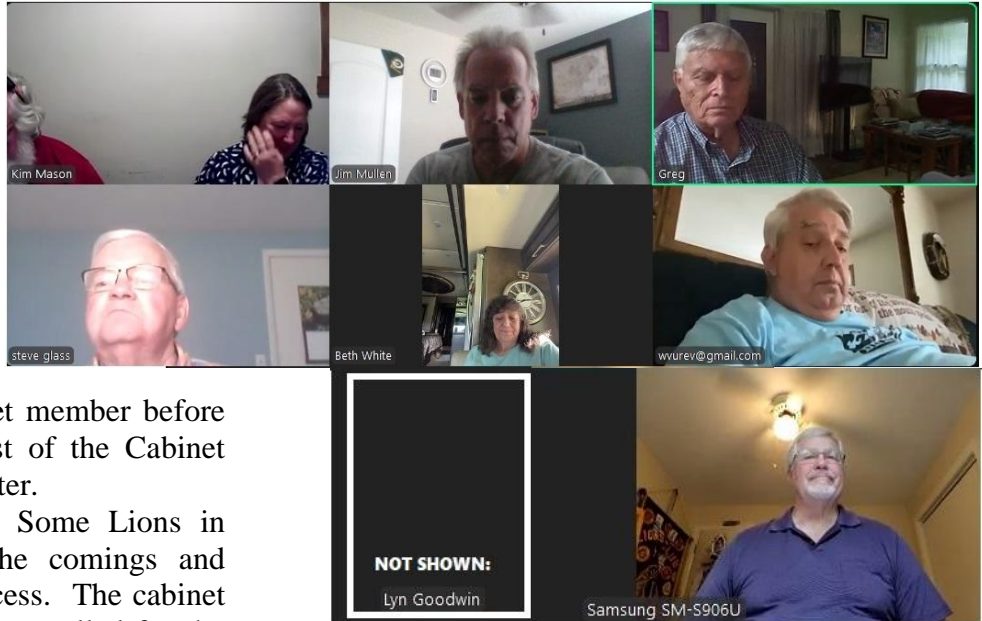 Kim Mason
Jim Mullen
Greg
steve glass
Beth White
wvurev@gmail.com
et member before
st of the Cabinet
ter.
Some Lions in
he comings and
cess. The cabinet
NOT SHOWN:
Lyn Goodwin
Samsung SM-S906U